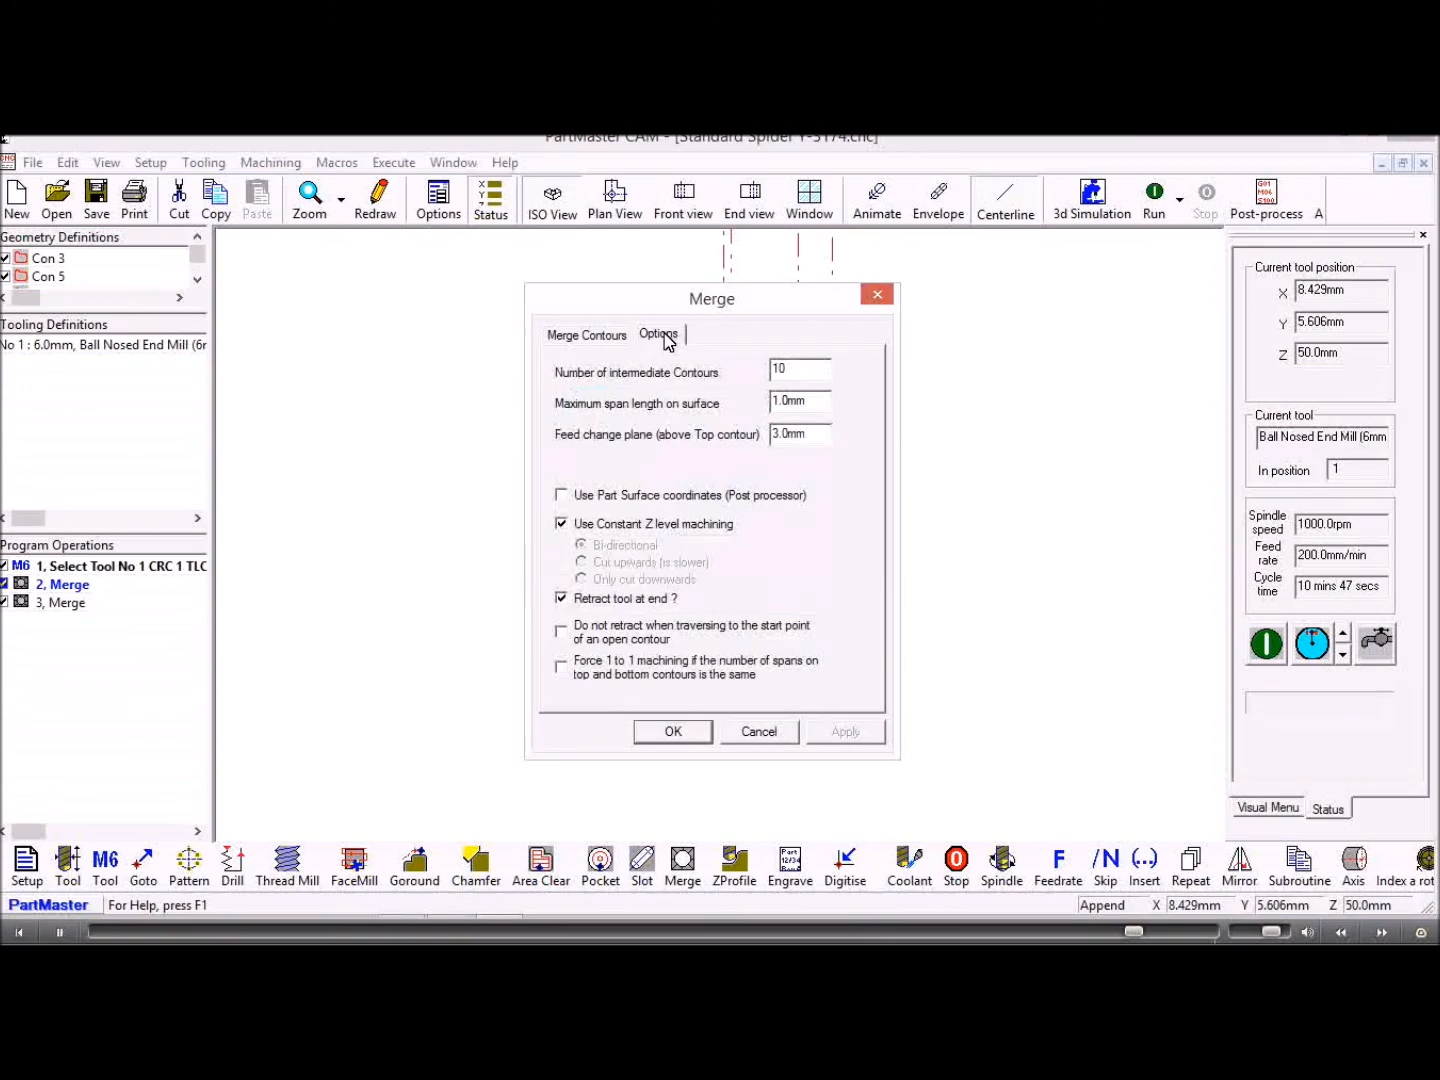 PartMaster CAM - [Standard Spider Y-3174.cnc]
File Edit View Setup Tooling Machining Macros Execute Window Help
New Open Save Print Cut Copy Paste Zoom Redraw Options Status ISO View Plan View Front view End view Window Animate Envelope Centerline 3d Simulation Run Stop Post-process A
Geometry Definitions
Con 3
Con 5
Tooling Definitions
No 1 : 6.0mm, Ball Nosed End Mill (6r
Program Operations
M6 1, Select Tool No 1 CRC 1 TLC
2, Merge
3, Merge
Merge
Merge Contours Options
Number of intermediate Contours 10
Maximum span length on surface 1.0mm
Feed change plane (above Top contour) 3.0mm
Use Part Surface coordinates (Post processor)
Use Constant Z level machining
Bi-directional
Cut upwards (is slower)
Only cut downwards
Retract tool at end ?
Do not retract when traversing to the start point
of an open contour
Force 1 to 1 machining if the number of spans on
top and bottom contours is the same
OK Cancel Apply
Current tool position
X 8.429mm
Y 5.606mm
Z 50.0mm
Current tool
Ball Nosed End Mill (6mm
In position 1
Spindle
speed 1000.0rpm
Feed
rate 200.0mm/min
Cycle
time 10 mins 47 secs
Visual Menu Status
Setup Tool Tool Goto Pattern Drill Thread Mill FaceMill Goround Chamfer Area Clear Pocket Slot Merge ZProfile Engrave Digitise Coolant Stop Spindle Feedrate Skip Insert Repeat Mirror Subroutine Axis Index a rot
PartMaster For Help, press F1 Append X 8.429mm Y 5.606mm Z 50.0mm